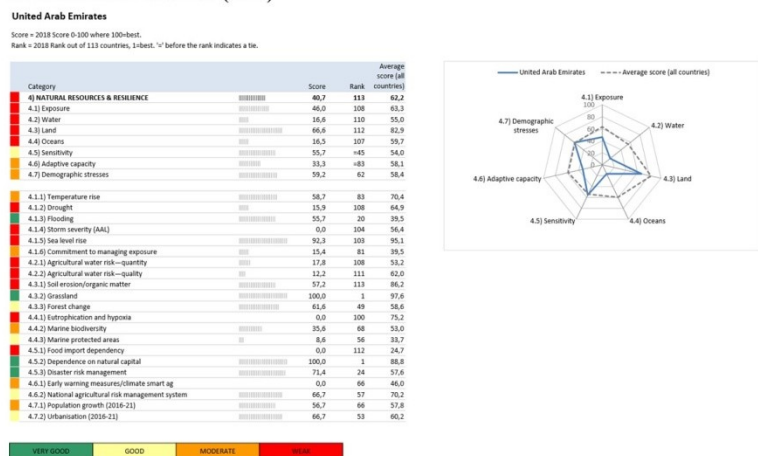 United Arab Emirates
Score = 2018 Score 0-100 where 100=best.
Rank = 2018 Rank out of 113 countries, 1=best. '=' before the rank indicates a tie.
Category Score Rank Average score (all countries)
4) NATURAL RESOURCES & RESILIENCE 40,7 113 62,2
4.1) Exposure 46,0 108 63,3
4.2) Water 16,6 110 55,0
4.3) Land 66,6 112 82,9
4.4) Oceans 16,5 107 59,7
4.5) Sensitivity 55,7 =45 54,0
4.6) Adaptive capacity 33,3 =83 58,1
4.7) Demographic stresses 59,2 62 58,4
4.1.1) Temperature rise 58,7 83 70,4
4.1.2) Drought 15,9 108 64,9
4.1.3) Flooding 55,7 20 39,5
4.1.4) Storm severity (AAL) 0,0 104 56,4
4.1.5) Sea level rise 92,3 103 95,1
4.1.6) Commitment to managing exposure 15,4 81 39,5
4.2.1) Agricultural water risk—quantity 17,8 108 53,2
4.2.2) Agricultural water risk—quality 12,2 111 62,0
4.3.1) Soil erosion/organic matter 57,2 113 86,2
4.3.2) Grassland 100,0 1 97,6
4.3.3) Forest change 61,6 49 58,6
4.4.1) Eutrophication and hypoxia 0,0 100 75,2
4.4.2) Marine biodiversity 35,6 68 53,0
4.4.3) Marine protected areas 8,6 56 33,7
4.5.1) Food import dependency 0,0 112 24,7
4.5.2) Dependence on natural capital 100,0 1 88,8
4.5.3) Disaster risk management 71,4 24 57,6
4.6.1) Early warning measures/climate smart ag 0,0 66 46,0
4.6.2) National agricultural risk management system 66,7 57 70,2
4.7.1) Population growth (2016-21) 56,7 66 57,8
4.7.2) Urbanisation (2016-21) 66,7 53 60,2
VERY GOOD GOOD MODERATE WEAK
United Arab Emirates Average score (all countries)
4.1) Exposure
100
80
60
40
20
0
4.2) Water
4.3) Land
4.4) Oceans
4.5) Sensitivity
4.6) Adaptive capacity
4.7) Demographic
stresses